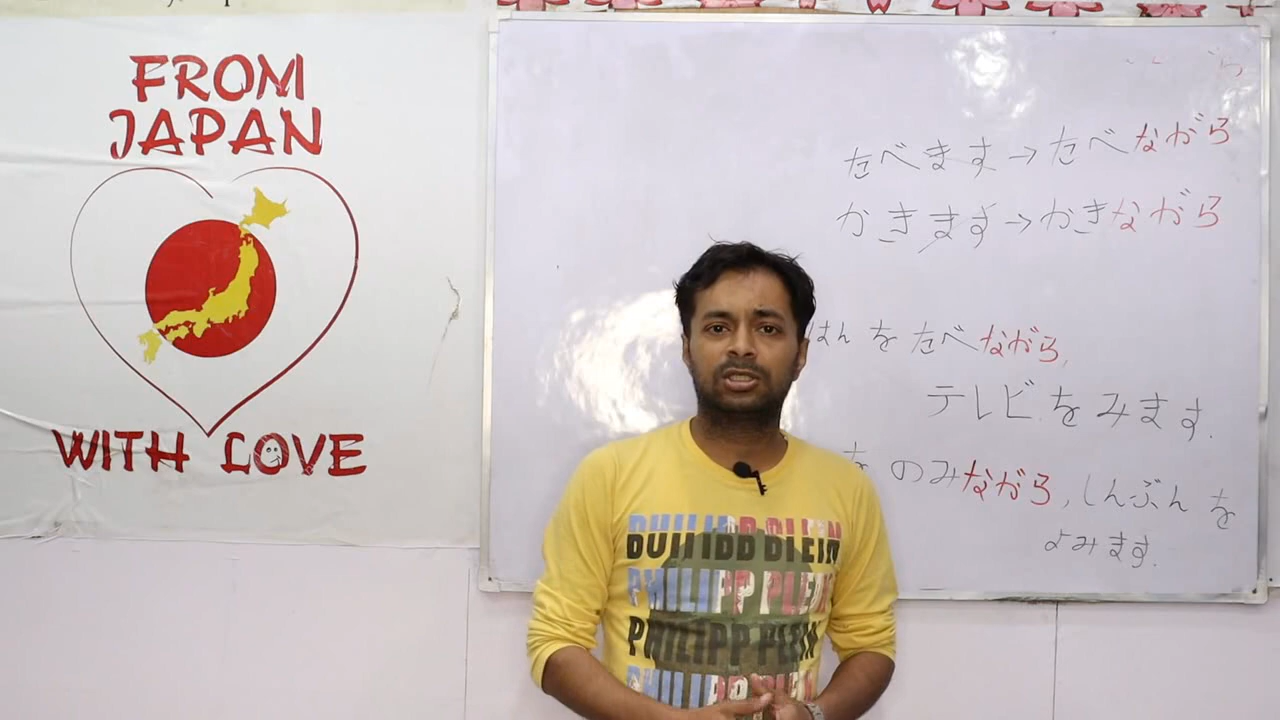 FROM
JAPAN
WITH LOVE
たべます→たべながら
かきます→かきながら
はんをたべながら,
テレビをみます.
をのみながら,しんぶんを
よみます.
PHILIPP PLEIN
PHILIPP PLEIN
PHILIPP PLEIN
PHILIPP